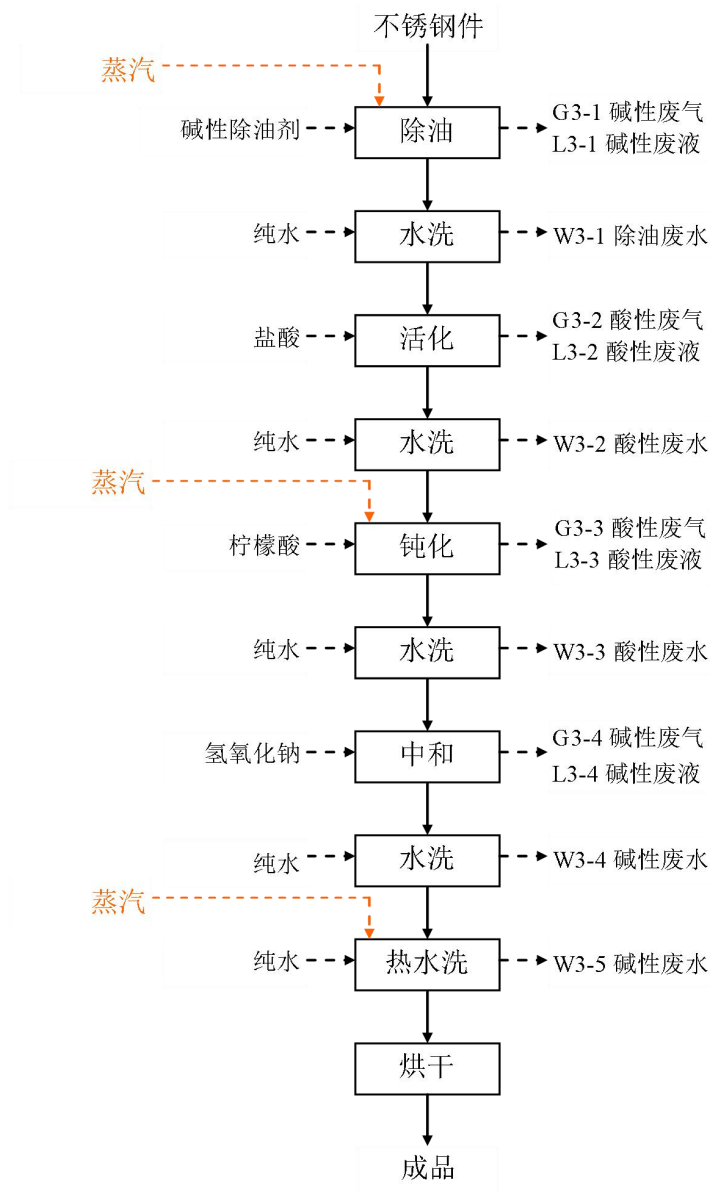 不锈钢件
蒸汽
碱性除油剂
除油
G3-1 碱性废气
L3-1 碱性废液
纯水
水洗
W3-1 除油废水
盐酸
活化
G3-2 酸性废气
L3-2 酸性废液
纯水
水洗
W3-2 酸性废水
蒸汽
柠檬酸
钝化
G3-3 酸性废气
L3-3 酸性废液
纯水
水洗
W3-3 酸性废水
氢氧化钠
中和
G3-4 碱性废气
L3-4 碱性废液
纯水
水洗
W3-4 碱性废水
蒸汽
纯水
热水洗
W3-5 碱性废水
烘干
成品